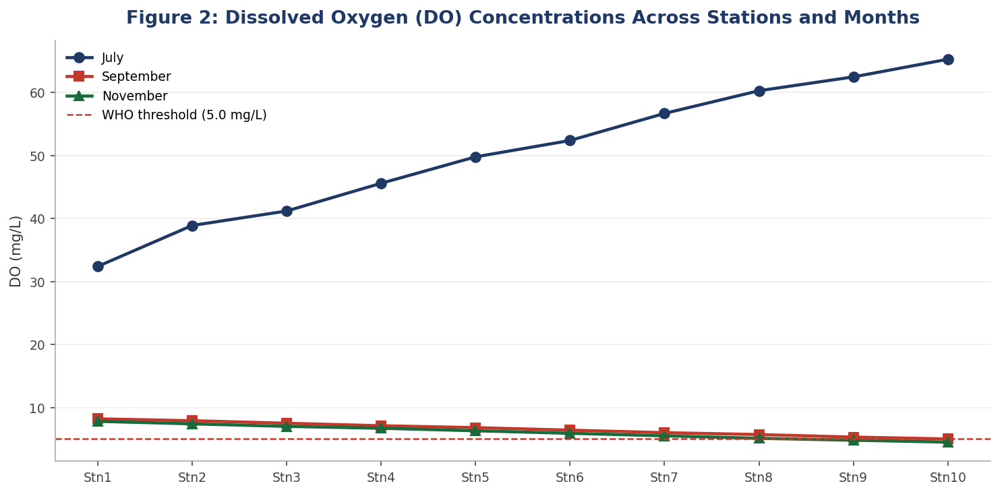 Figure 2: Dissolved Oxygen (DO) Concentrations Across Stations and Months
July
September
November
WHO threshold (5.0 mg/L)
DO (mg/L)
60
50
40
30
20
10
Stn1 Stn2 Stn3 Stn4 Stn5 Stn6 Stn7 Stn8 Stn9 Stn10